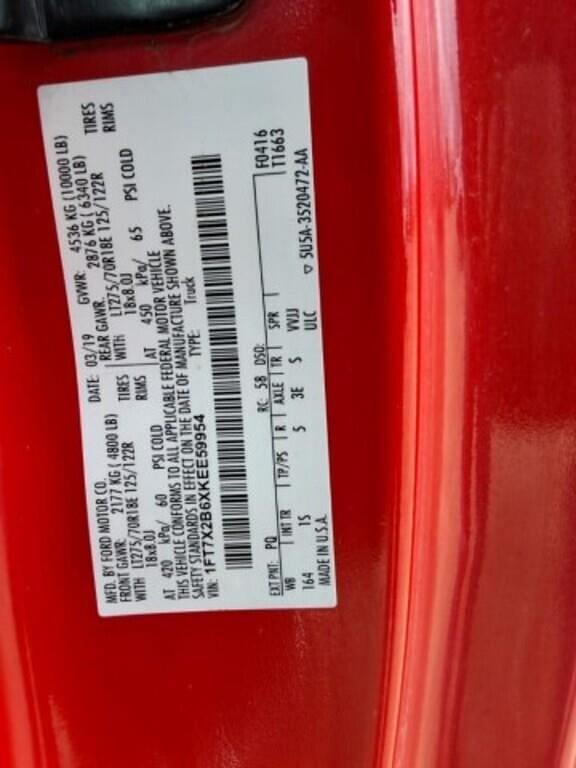 MFD. BY FORD MOTOR CO.
DATE: 03/19 GVWR: 4536 KG (10000 LB)
FRONT GAWR: 2177 KG ( 4800 LB) REAR GAWR: 2876 KG ( 6340 LB)
WITH LT275/70R18E 125/122R TIRES WITH LT275/70R18E 125/122R TIRES
18x8.0J RIMS 18x8.0J RIMS
AT 420 kPa/ 60 PSI COLD AT 450 kPa/ 65 PSI COLD
THIS VEHICLE CONFORMS TO ALL APPLICABLE FEDERAL MOTOR VEHICLE
SAFETY STANDARDS IN EFFECT ON THE DATE OF MANUFACTURE SHOWN ABOVE.
VIN: 1FT7X2B6XKEE59954 TYPE: Truck
F0416
EXT PNT: PQ RC: 58 DSO: T1663
WB INT TR TP/PS R AXLE TR SPR
164 1S 5 3E S VVJJ ▽ 5U5A-3520472-AA
MADE IN U.S.A. ULC